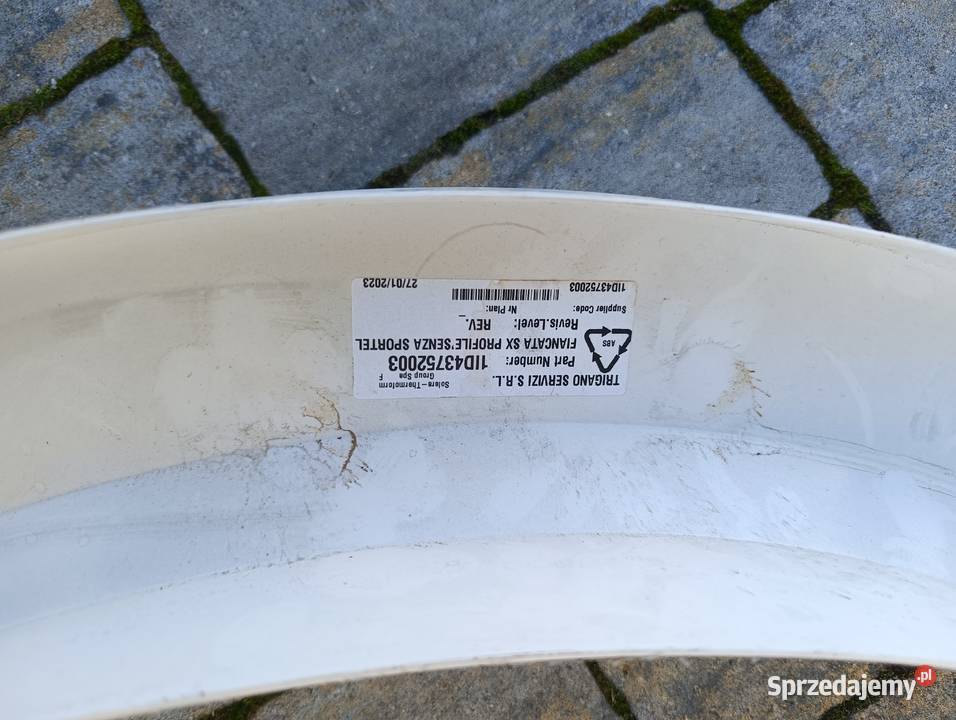 TRIGANO SERVIZI S.R.L.
Solera-Thermoform
Group Spa F
Part Number: 1ID43752003
FIANCATA SX PROFILE'SENZA SPORTEL
ABS
Revis.Level: REV. _
Supplier Code: Nr Plan:
1ID43752003 27/01/2023
Sprzedajemy.pl